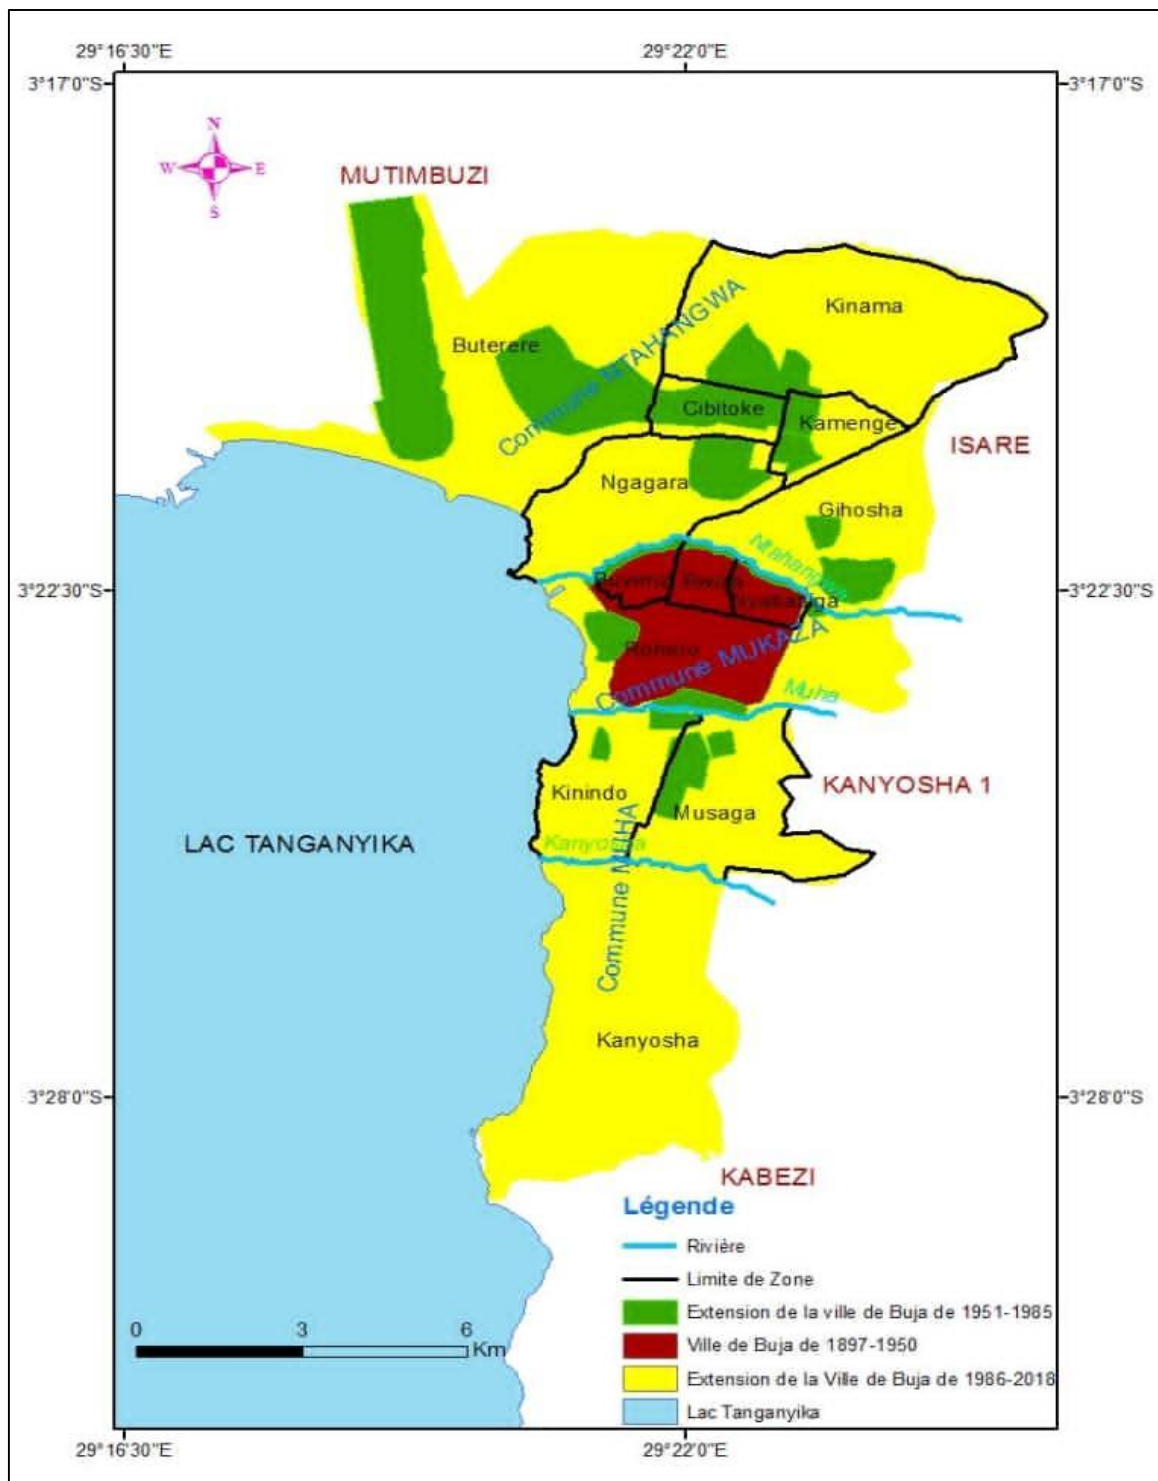 29°16'30"E
29°22'0"E
3°17'0"S
3°17'0"S
N
W
E
S
MUTIMBUZI
Kinama
Commune NTAHANGWA
Buterere
Cibitoke
Kamenge
ISARE
Ngagara
Gihosha
Ntahangwa
3°22'30"S
3°22'30"S
Buyenzi
Bwiza
Nyakabiga
Rohero
Commune MUKAZA
Muha
KANYOSHA 1
Kinindo
Musaga
LAC TANGANYIKA
Kanyosha
Commune MUHA
Kanyosha
3°28'0"S
3°28'0"S
KABEZI
Légende
Rivière
Limite de Zone
Extension de la ville de Buja de 1951-1985
Ville de Buja de 1897-1950
Extension de la Ville de Buja de 1986-2018
Lac Tanganyika
0
3
6
Km
29°16'30"E
29°22'0"E